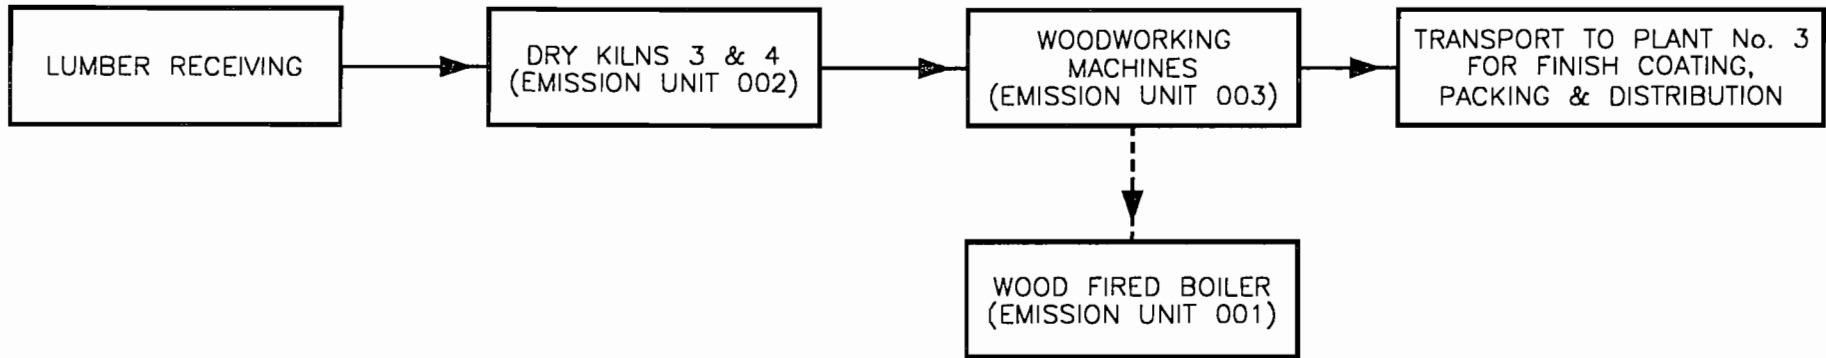 LUMBER RECEIVING
DRY KILNS 3 & 4
(EMISSION UNIT 002)
WOODWORKING
MACHINES
(EMISSION UNIT 003)
TRANSPORT TO PLANT No. 3
FOR FINISH COATING,
PACKING & DISTRIBUTION
WOOD FIRED BOILER
(EMISSION UNIT 001)